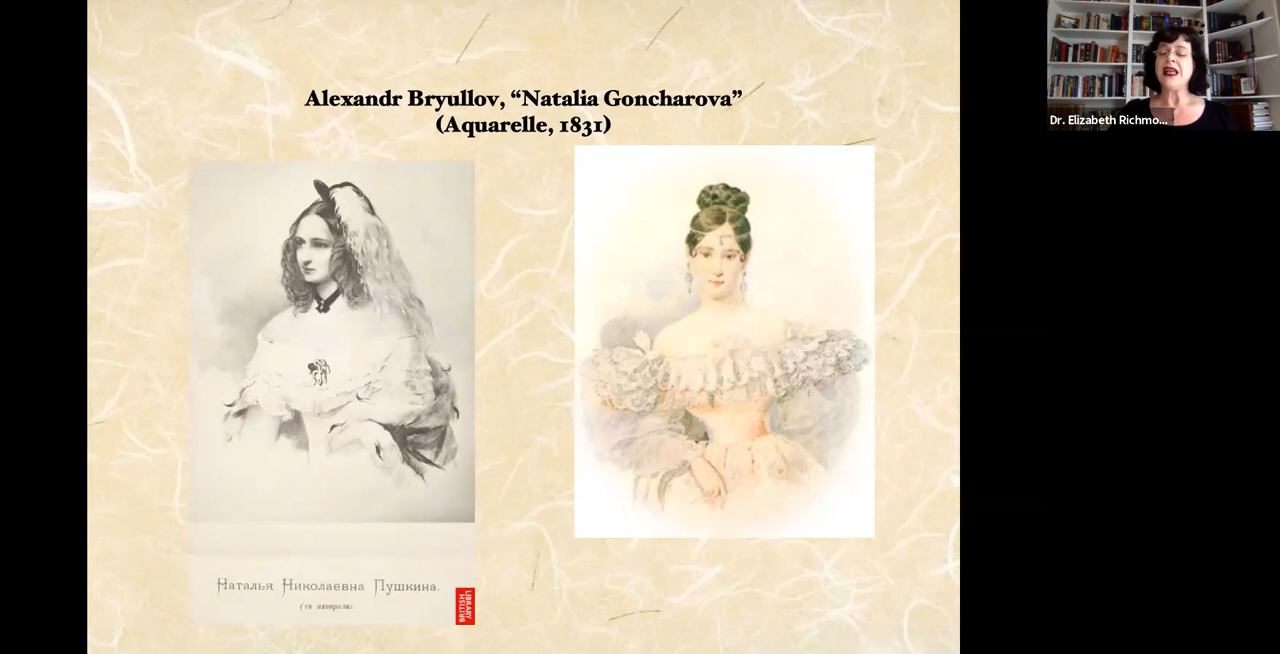 Alexandr Bryullov, “Natalia Goncharova”
(Aquarelle, 1831)
Dr. Elizabeth Richmo...
Наталья Николаевна Пушкина.
(съ акварели).
BRITISH
LIBRARY